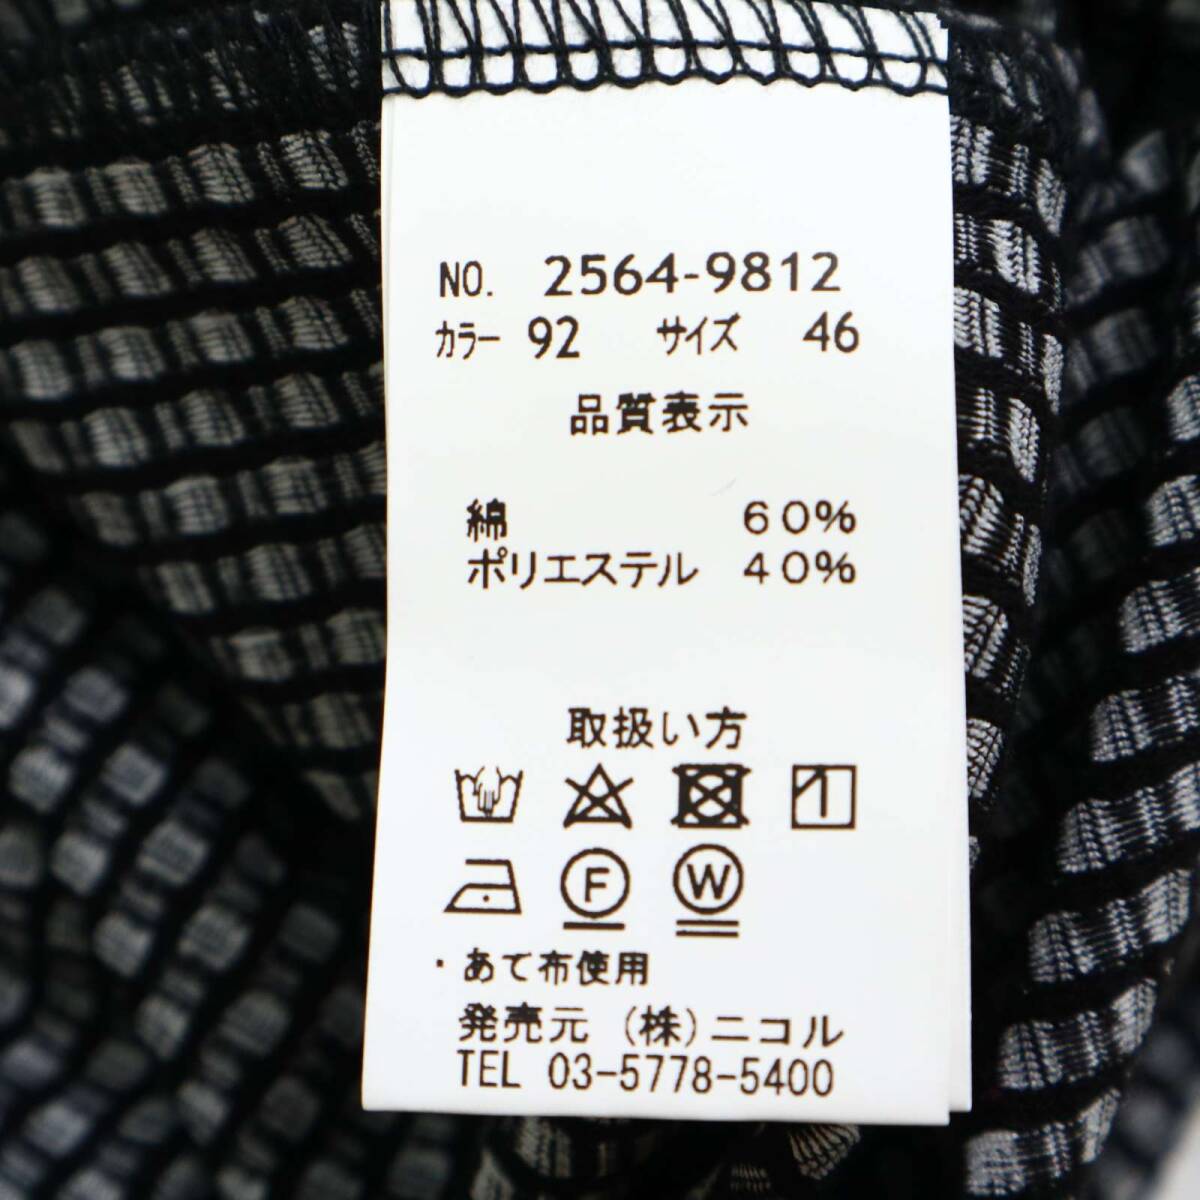 NO. 2564-9812
カラー 92 サイズ 46
品質表示
綿 60%
ポリエステル 40%
取扱い方
F W
・あて布使用
発売元 (株)ニコル
TEL 03-5778-5400